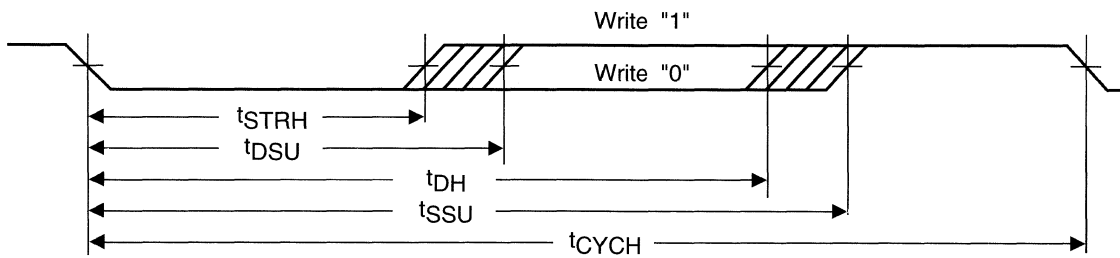 Write "1"
Write "0"
tSTRH
tDSU
tDH
tSSU
tCYCH